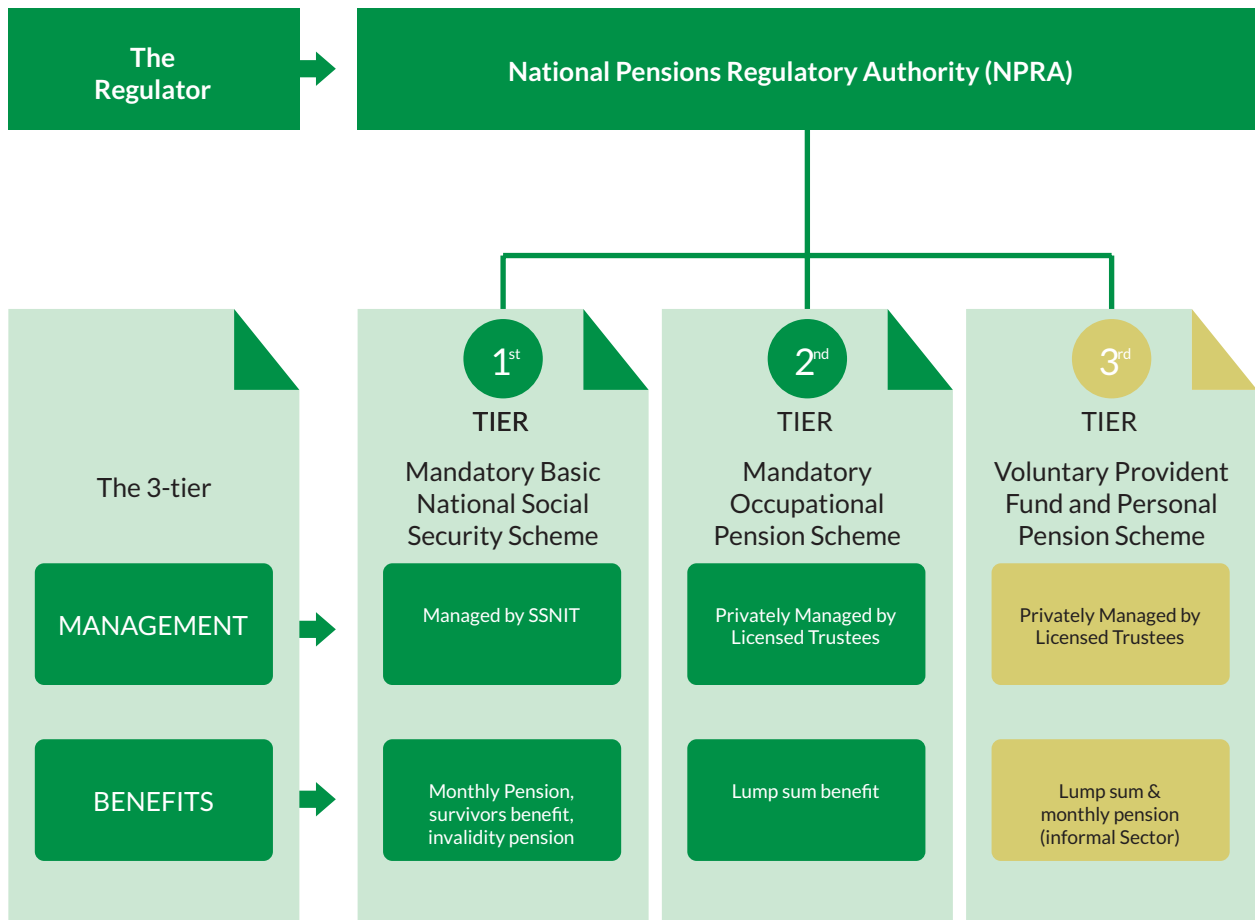 The
Regulator
National Pensions Regulatory Authority (NPRA)
The 3-tier
MANAGEMENT
BENEFITS
1st
TIER
Mandatory Basic
National Social
Security Scheme
Managed by SSNIT
Monthly Pension,
survivors benefit,
invalidity pension
2nd
TIER
Mandatory
Occupational
Pension Scheme
Privately Managed by
Licensed Trustees
Lump sum benefit
3rd
TIER
Voluntary Provident
Fund and Personal
Pension Scheme
Privately Managed by
Licensed Trustees
Lump sum &
monthly pension
(informal Sector)